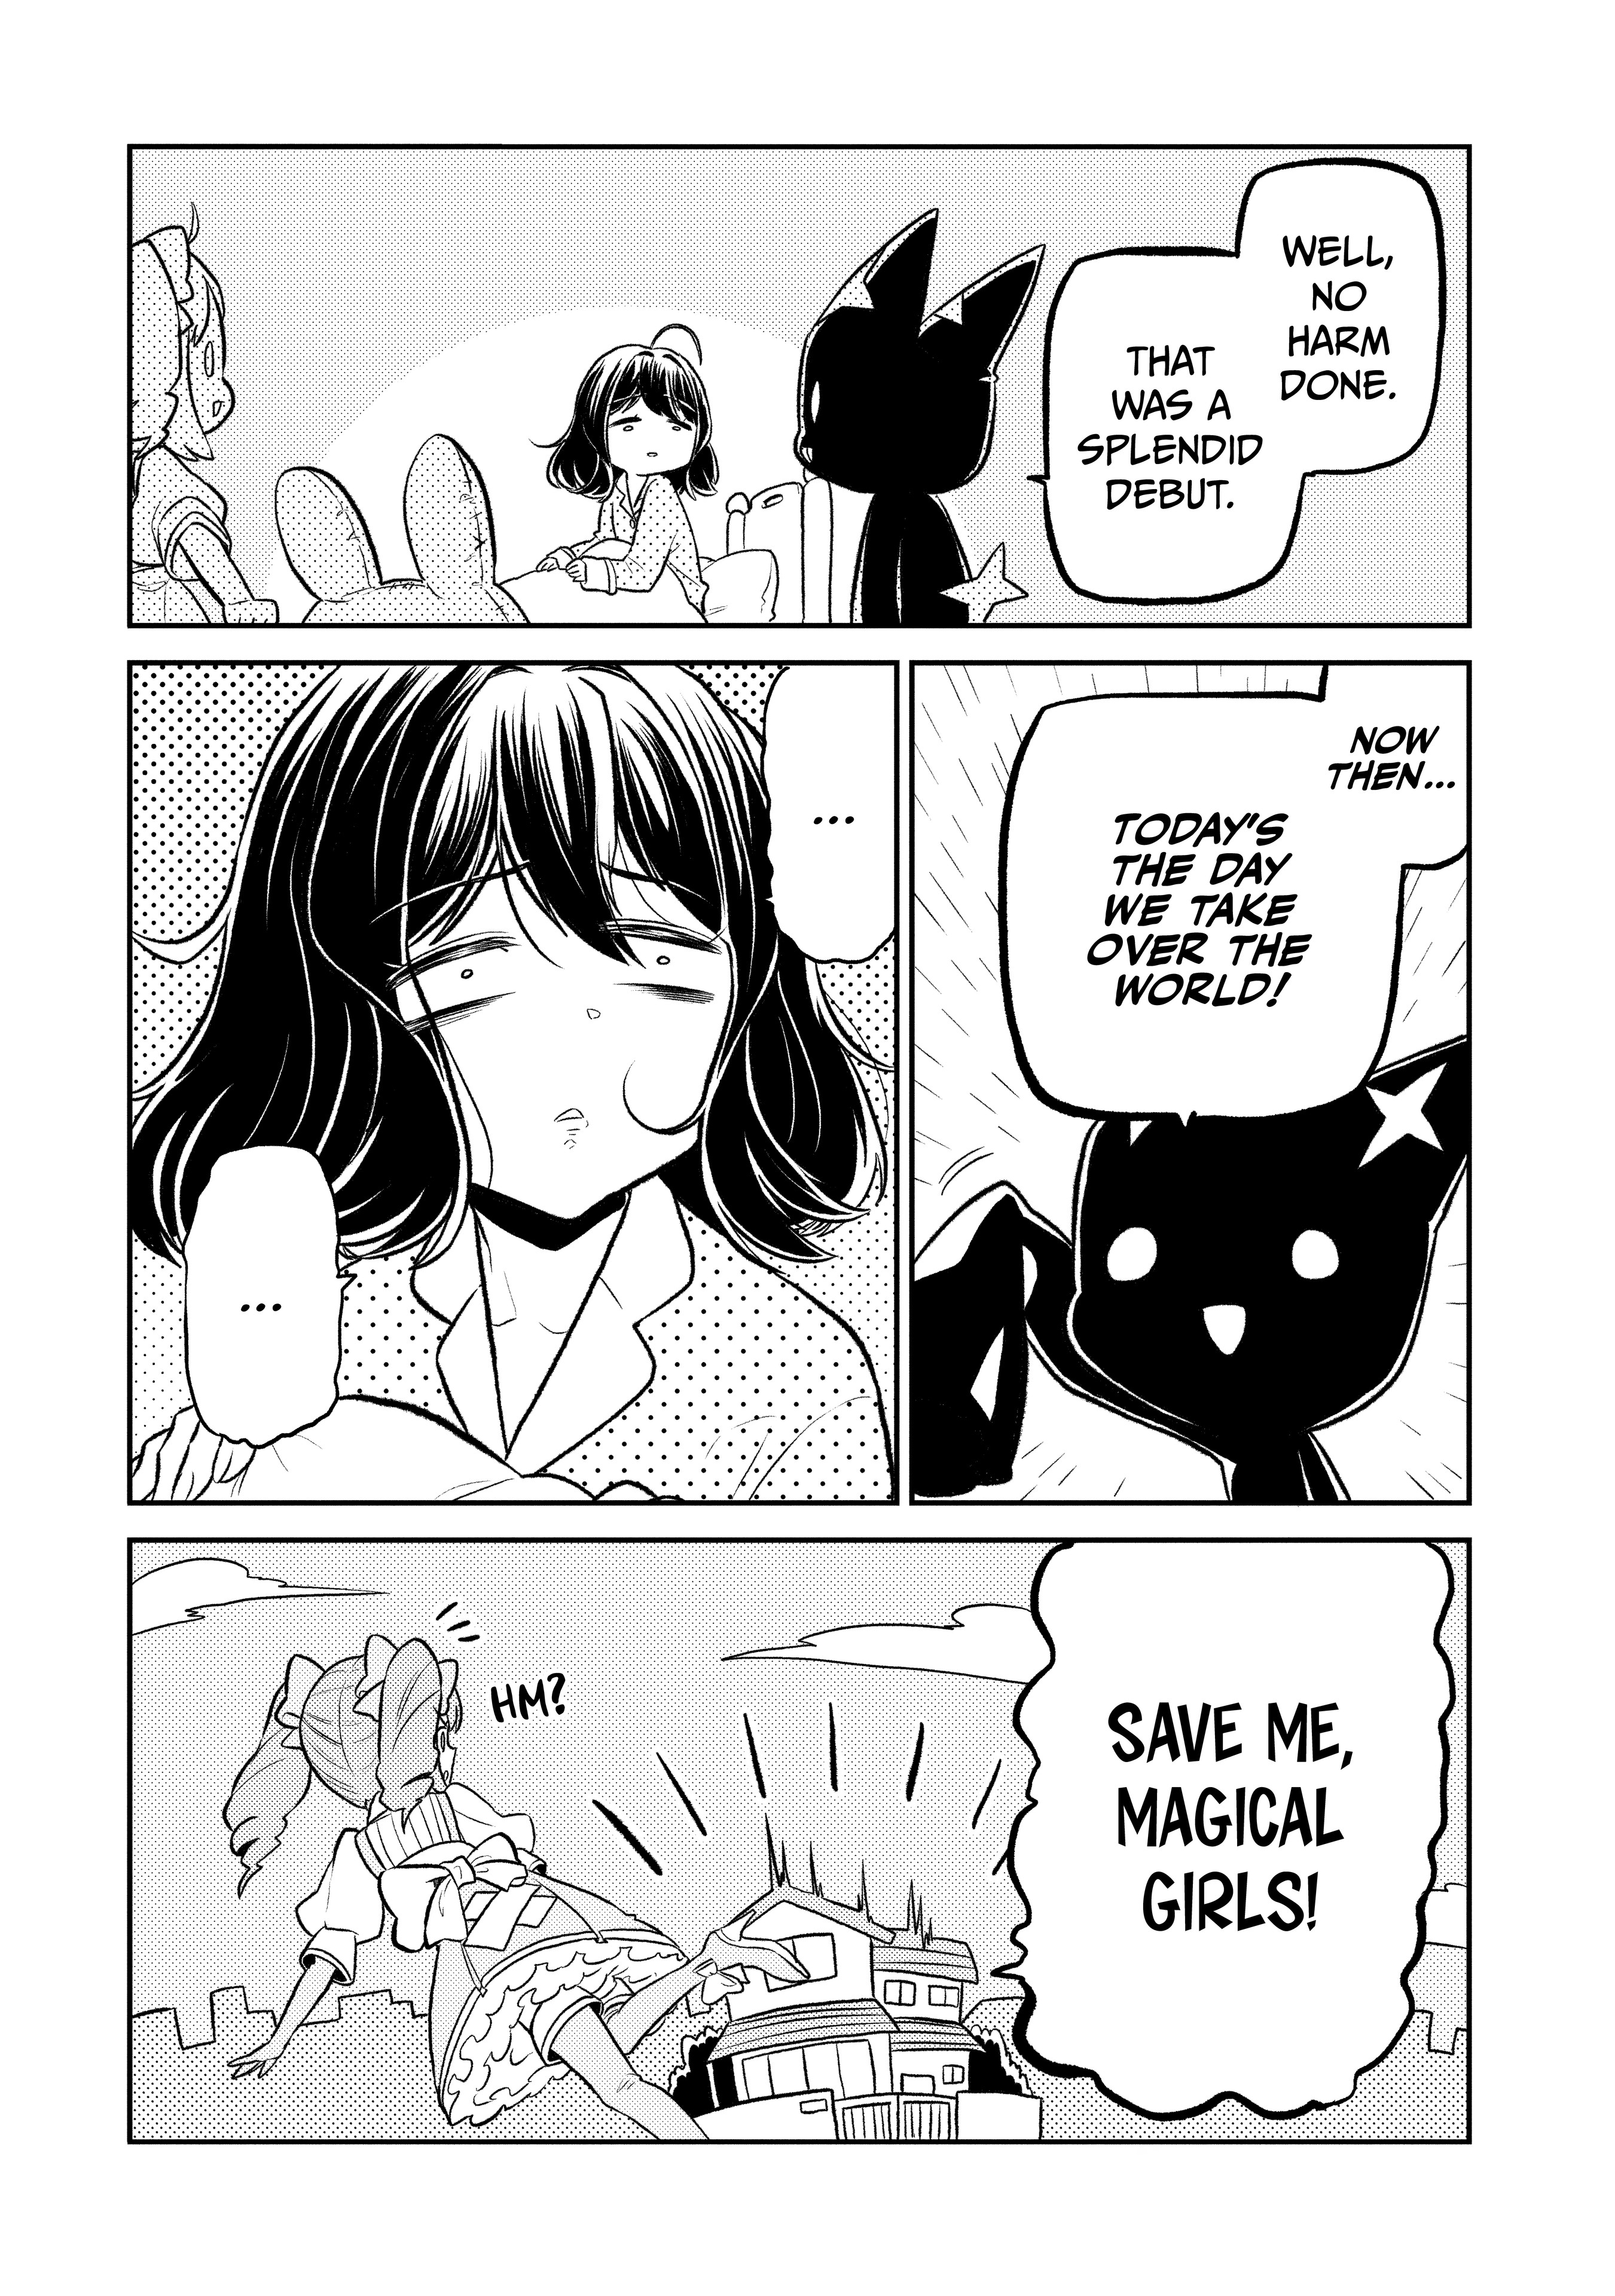 WELL,
NO
HARM
DONE.
THAT
WAS A
SPLENDID
DEBUT.
NOW
THEN...
TODAY'S
THE DAY
WE TAKE
OVER THE
WORLD!
...
...
SAVE ME,
MAGICAL
GIRLS!
HM?